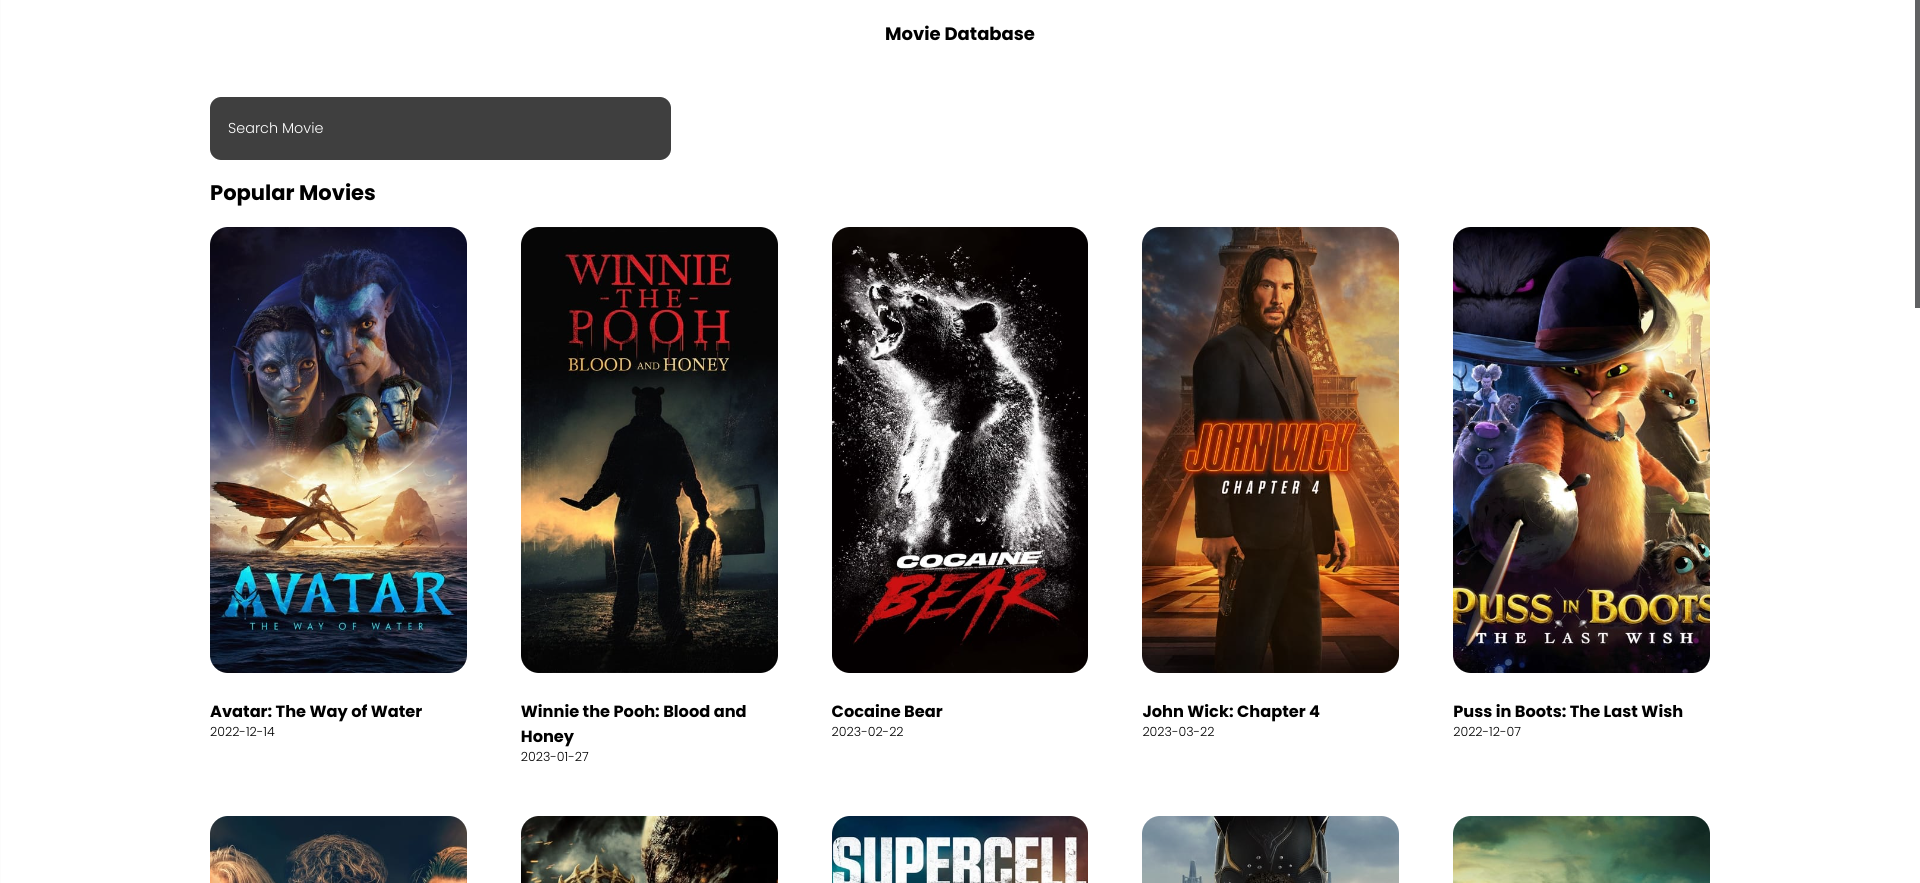 Movie Database
Search Movie
Popular Movies
WINNIE
-THE-
POOH
BLOOD AND HONEY
AVATAR
THE WAY OF WATER
COCAINE
BEAR
JOHN WICK
CHAPTER 4
PUSS IN BOOTS
THE LAST WISH
Avatar: The Way of Water
2022-12-14
Winnie the Pooh: Blood and
Honey
2023-01-27
Cocaine Bear
2023-02-22
John Wick: Chapter 4
2023-03-22
Puss in Boots: The Last Wish
2022-12-07
SUPERCELL